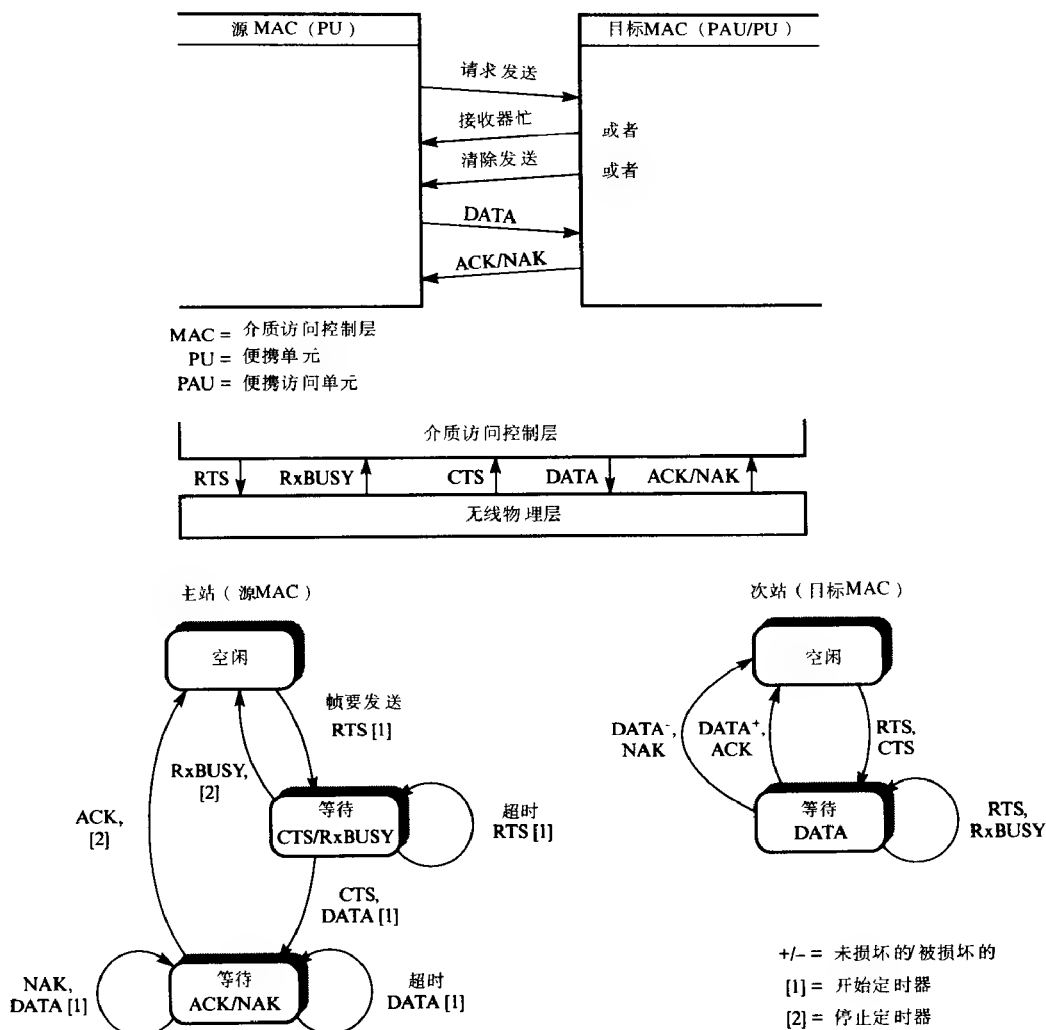 源 MAC（PU）
目标MAC（PAU/PU）
请求发送
接收器忙
或者
清除发送
或者
DATA
ACK/NAK
MAC = 介质访问控制层
PU = 便携单元
PAU = 便携访问单元
介质访问控制层
RTS
RxBUSY
CTS
DATA
ACK/NAK
无线物理层
主站（源MAC）
空闲
帧要发送
RTS [1]
RxBUSY,
[2]
ACK,
[2]
等待
CTS/RxBUSY
超时
RTS [1]
CTS,
DATA [1]
NAK,
DATA [1]
等待
ACK/NAK
超时
DATA [1]
次站（目标MAC）
空闲
DATA⁻,
NAK
DATA⁺,
ACK
RTS,
CTS
等待
DATA
RTS,
RxBUSY
+/– = 未损坏的/被损坏的
[1] = 开始定时器
[2] = 停止定时器